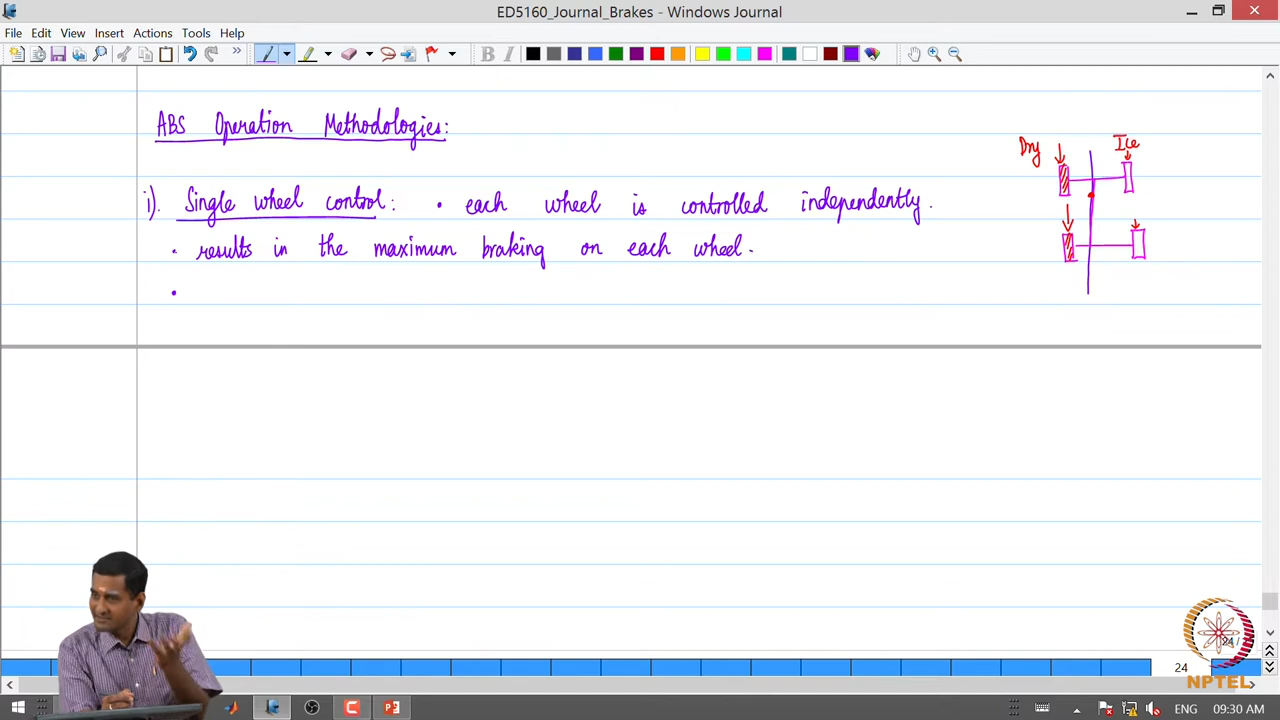 ED5160_Journal_Brakes - Windows Journal
File Edit View Insert Actions Tools Help
ABS Operation Methodologies:
Dry Ice
i). Single wheel control: • each wheel is controlled independently.
• results in the maximum braking on each wheel.
•
24
NPTEL
ENG 09:30 AM